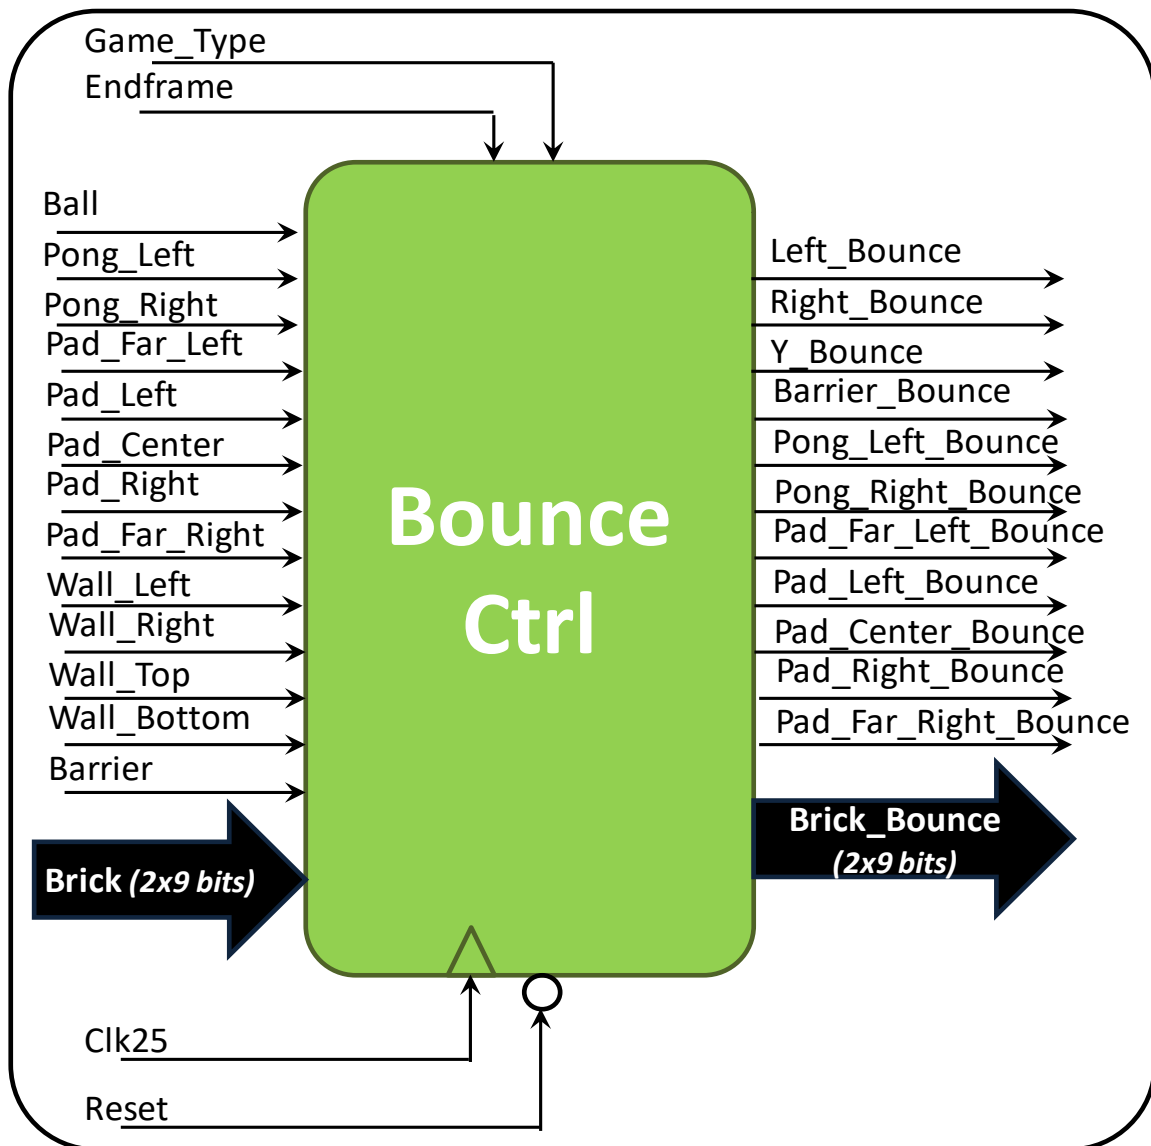 Game_Type
Endframe
Ball
Pong_Left
Pong_Right
Pad_Far_Left
Pad_Left
Pad_Center
Pad_Right
Pad_Far_Right
Wall_Left
Wall_Right
Wall_Top
Wall_Bottom
Barrier
Brick (2x9 bits)
Bounce
Ctrl
Left_Bounce
Right_Bounce
Y_Bounce
Barrier_Bounce
Pong_Left_Bounce
Pong_Right_Bounce
Pad_Far_Left_Bounce
Pad_Left_Bounce
Pad_Center_Bounce
Pad_Right_Bounce
Pad_Far_Right_Bounce
Brick_Bounce
(2x9 bits)
Clk25
Reset